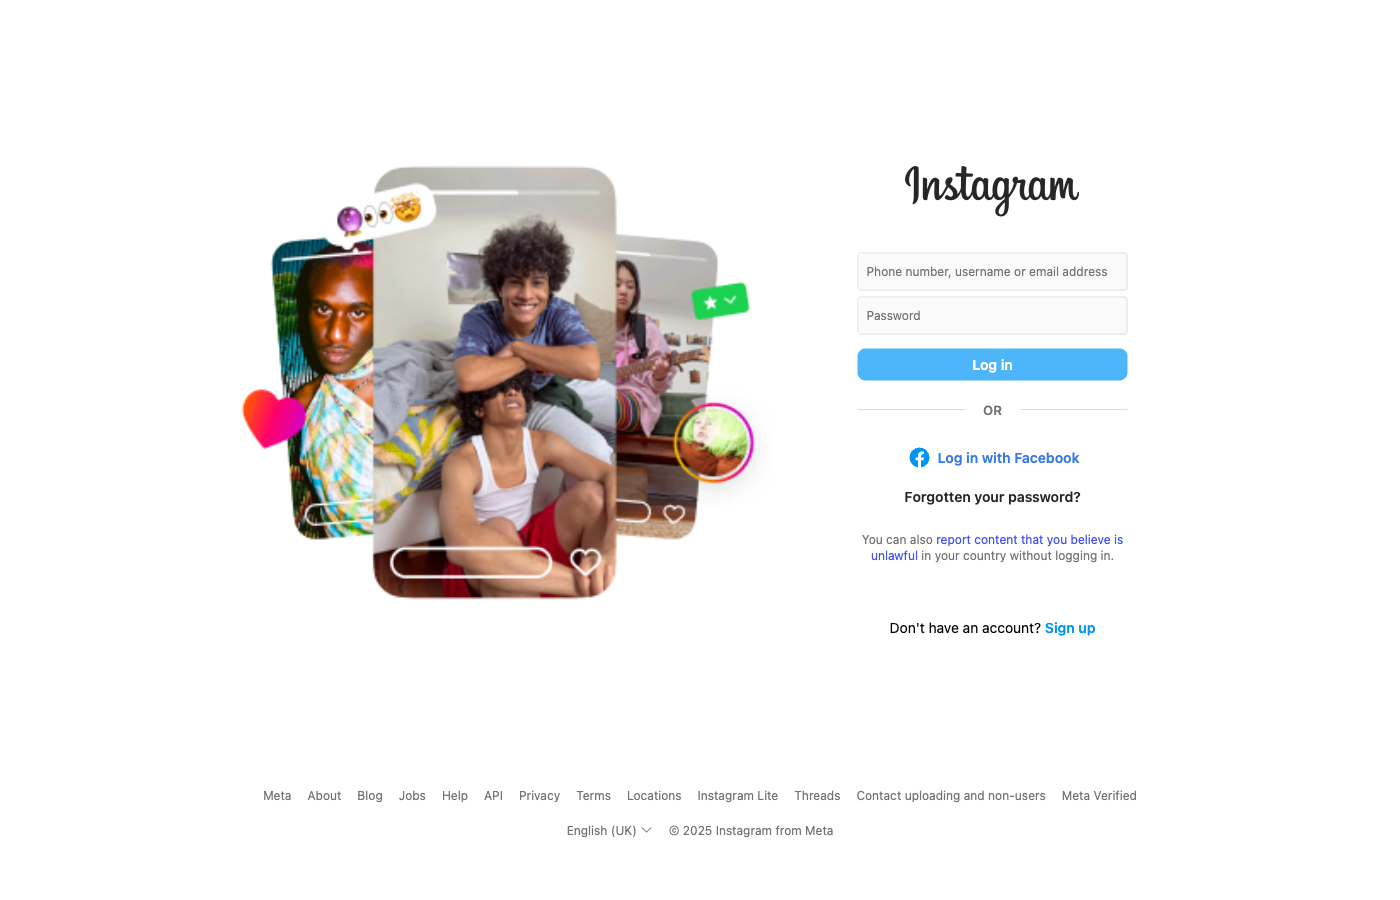 Instagram
Phone number, username or email address
Password
Log in
OR
Log in with Facebook
Forgotten your password?
You can also report content that you believe is
unlawful in your country without logging in.
Don't have an account? Sign up
Meta About Blog Jobs Help API Privacy Terms Locations Instagram Lite Threads Contact uploading and non-users Meta Verified
English (UK) © 2025 Instagram from Meta